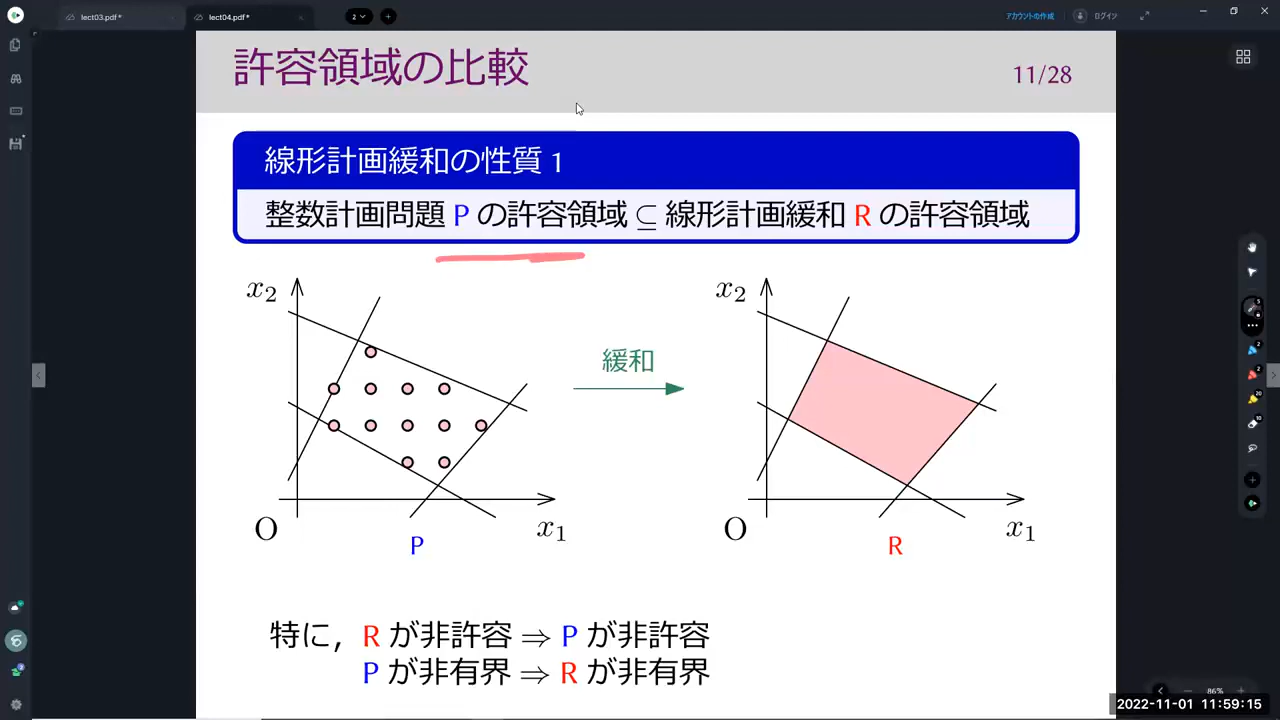 lect03.pdf*
lect04.pdf*
2
アカウントの作成
ログイン
許容領域の比較
11/28
線形計画緩和の性質 1
整数計画問題 P の許容領域 ⊆ 線形計画緩和 R の許容領域
x2
O
x1
P
緩和
x2
O
x1
R
特に，R が非許容 ⇒ P が非許容
P が非有界 ⇒ R が非有界
86%
2022-11-01 11:59:15